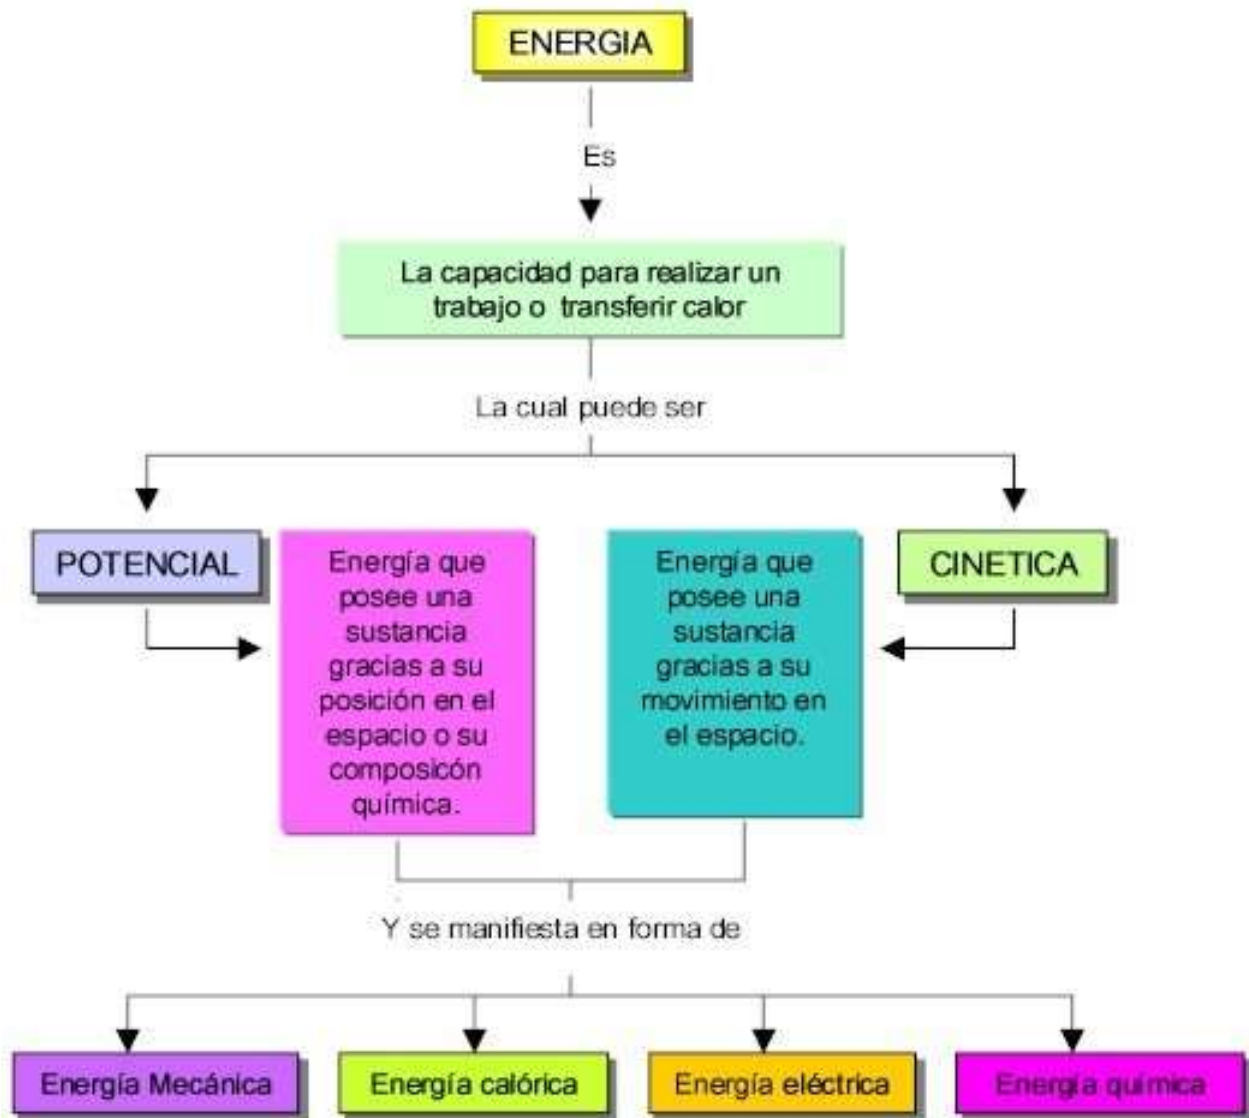 ENERGIA
Es
La capacidad para realizar un
trabajo o transferir calor
La cual puede ser
POTENCIAL
Energía que
posee una
sustancia
gracias a su
posición en el
espacio o su
composicón
química.
Energía que
posee una
sustancia
gracias a su
movimiento en
el espacio.
CINETICA
Y se manifiesta en forma de
Energía Mecánica
Energía calórica
Energía eléctrica
Energía química